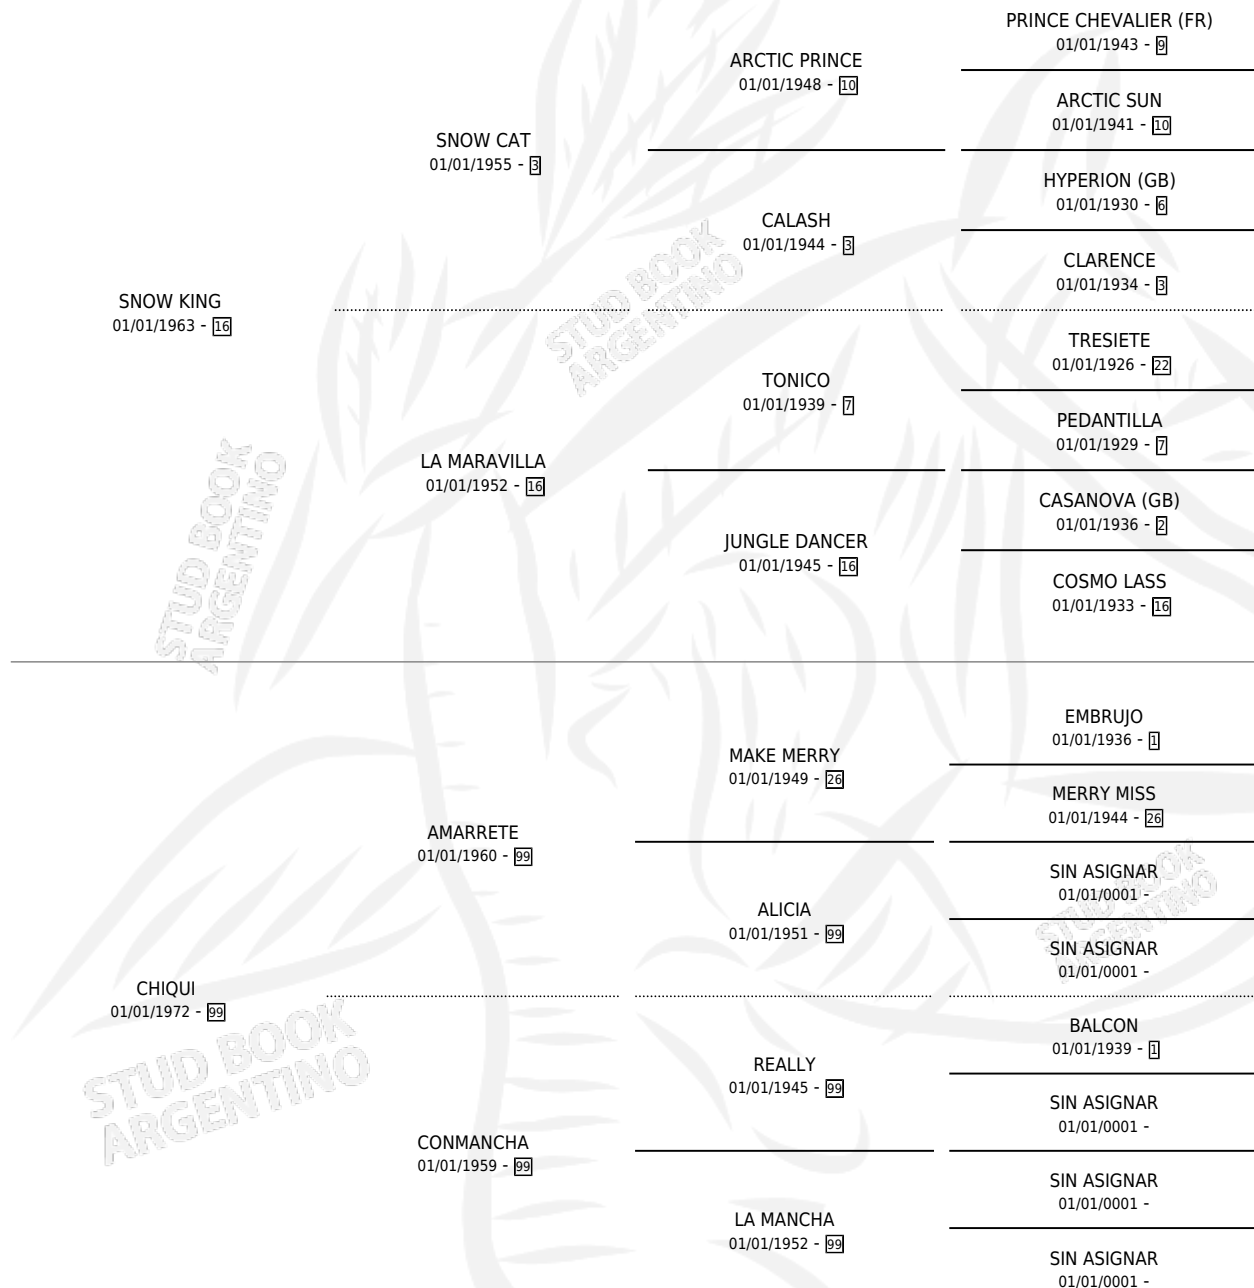 PRINCE CHEVALIER (FR)
01/01/1943 - 9
ARCTIC PRINCE
01/01/1948 - 10
ARCTIC SUN
01/01/1941 - 10
SNOW CAT
01/01/1955 - 3
HYPERION (GB)
01/01/1930 - 6
CALASH
01/01/1944 - 3
CLARENCE
01/01/1934 - 3
SNOW KING
01/01/1963 - 16
TRESIETE
01/01/1926 - 22
TONICO
01/01/1939 - 7
PEDANTILLA
01/01/1929 - 7
LA MARAVILLA
01/01/1952 - 16
CASANOVA (GB)
01/01/1936 - 2
JUNGLE DANCER
01/01/1945 - 16
COSMO LASS
01/01/1933 - 16
EMBRUJO
01/01/1936 - 1
MAKE MERRY
01/01/1949 - 26
MERRY MISS
01/01/1944 - 26
AMARRETE
01/01/1960 - 99
SIN ASIGNAR
01/01/0001 -
ALICIA
01/01/1951 - 99
SIN ASIGNAR
01/01/0001 -
CHIQUI
01/01/1972 - 99
BALCON
01/01/1939 - 1
REALLY
01/01/1945 - 99
SIN ASIGNAR
01/01/0001 -
CONMANCHA
01/01/1959 - 99
SIN ASIGNAR
01/01/0001 -
LA MANCHA
01/01/1952 - 99
SIN ASIGNAR
01/01/0001 -
STUD BOOK
ARGENTINO
STUD BOOK
ARGENTINO
STUD BOOK
ARGENTINO
STUD BOOK
ARGENTINO